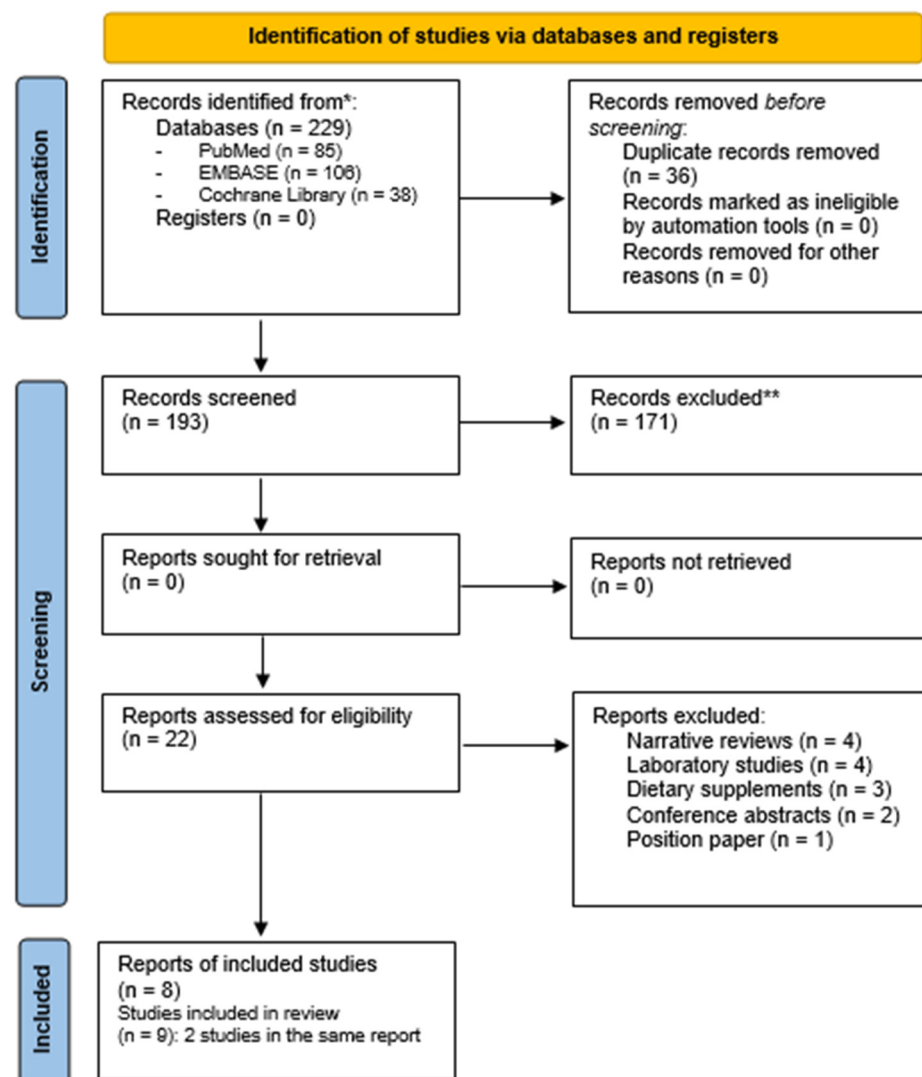 Identification of studies via databases and registers
Identification
Records identified from*:
Databases (n = 229)
- PubMed (n = 85)
- EMBASE (n = 106)
- Cochrane Library (n = 38)
Registers (n = 0)
Records removed before
screening:
Duplicate records removed
(n = 36)
Records marked as ineligible
by automation tools (n = 0)
Records removed for other
reasons (n = 0)
Screening
Records screened
(n = 193)
Records excluded**
(n = 171)
Reports sought for retrieval
(n = 0)
Reports not retrieved
(n = 0)
Reports assessed for eligibility
(n = 22)
Reports excluded:
Narrative reviews (n = 4)
Laboratory studies (n = 4)
Dietary supplements (n = 3)
Conference abstracts (n = 2)
Position paper (n = 1)
Included
Reports of included studies
(n = 8)
Studies included in review
(n = 9): 2 studies in the same report